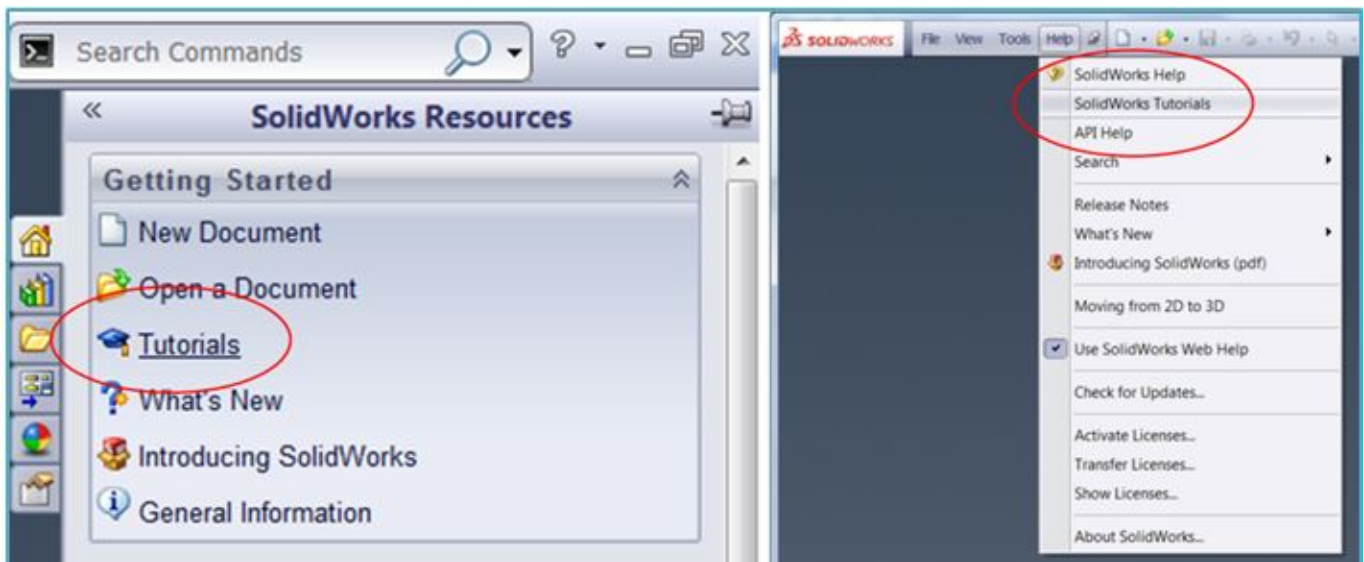 Search Commands
SolidWorks Resources
Getting Started
New Document
Open a Document
Tutorials
What's New
Introducing SolidWorks
General Information
SOLIDWORKS File View Tools Help
SolidWorks Help
SolidWorks Tutorials
API Help
Search
Release Notes
What's New
Introducing SolidWorks (pdf)
Moving from 2D to 3D
Use SolidWorks Web Help
Check for Updates...
Activate Licenses...
Transfer Licenses...
Show Licenses...
About SolidWorks...